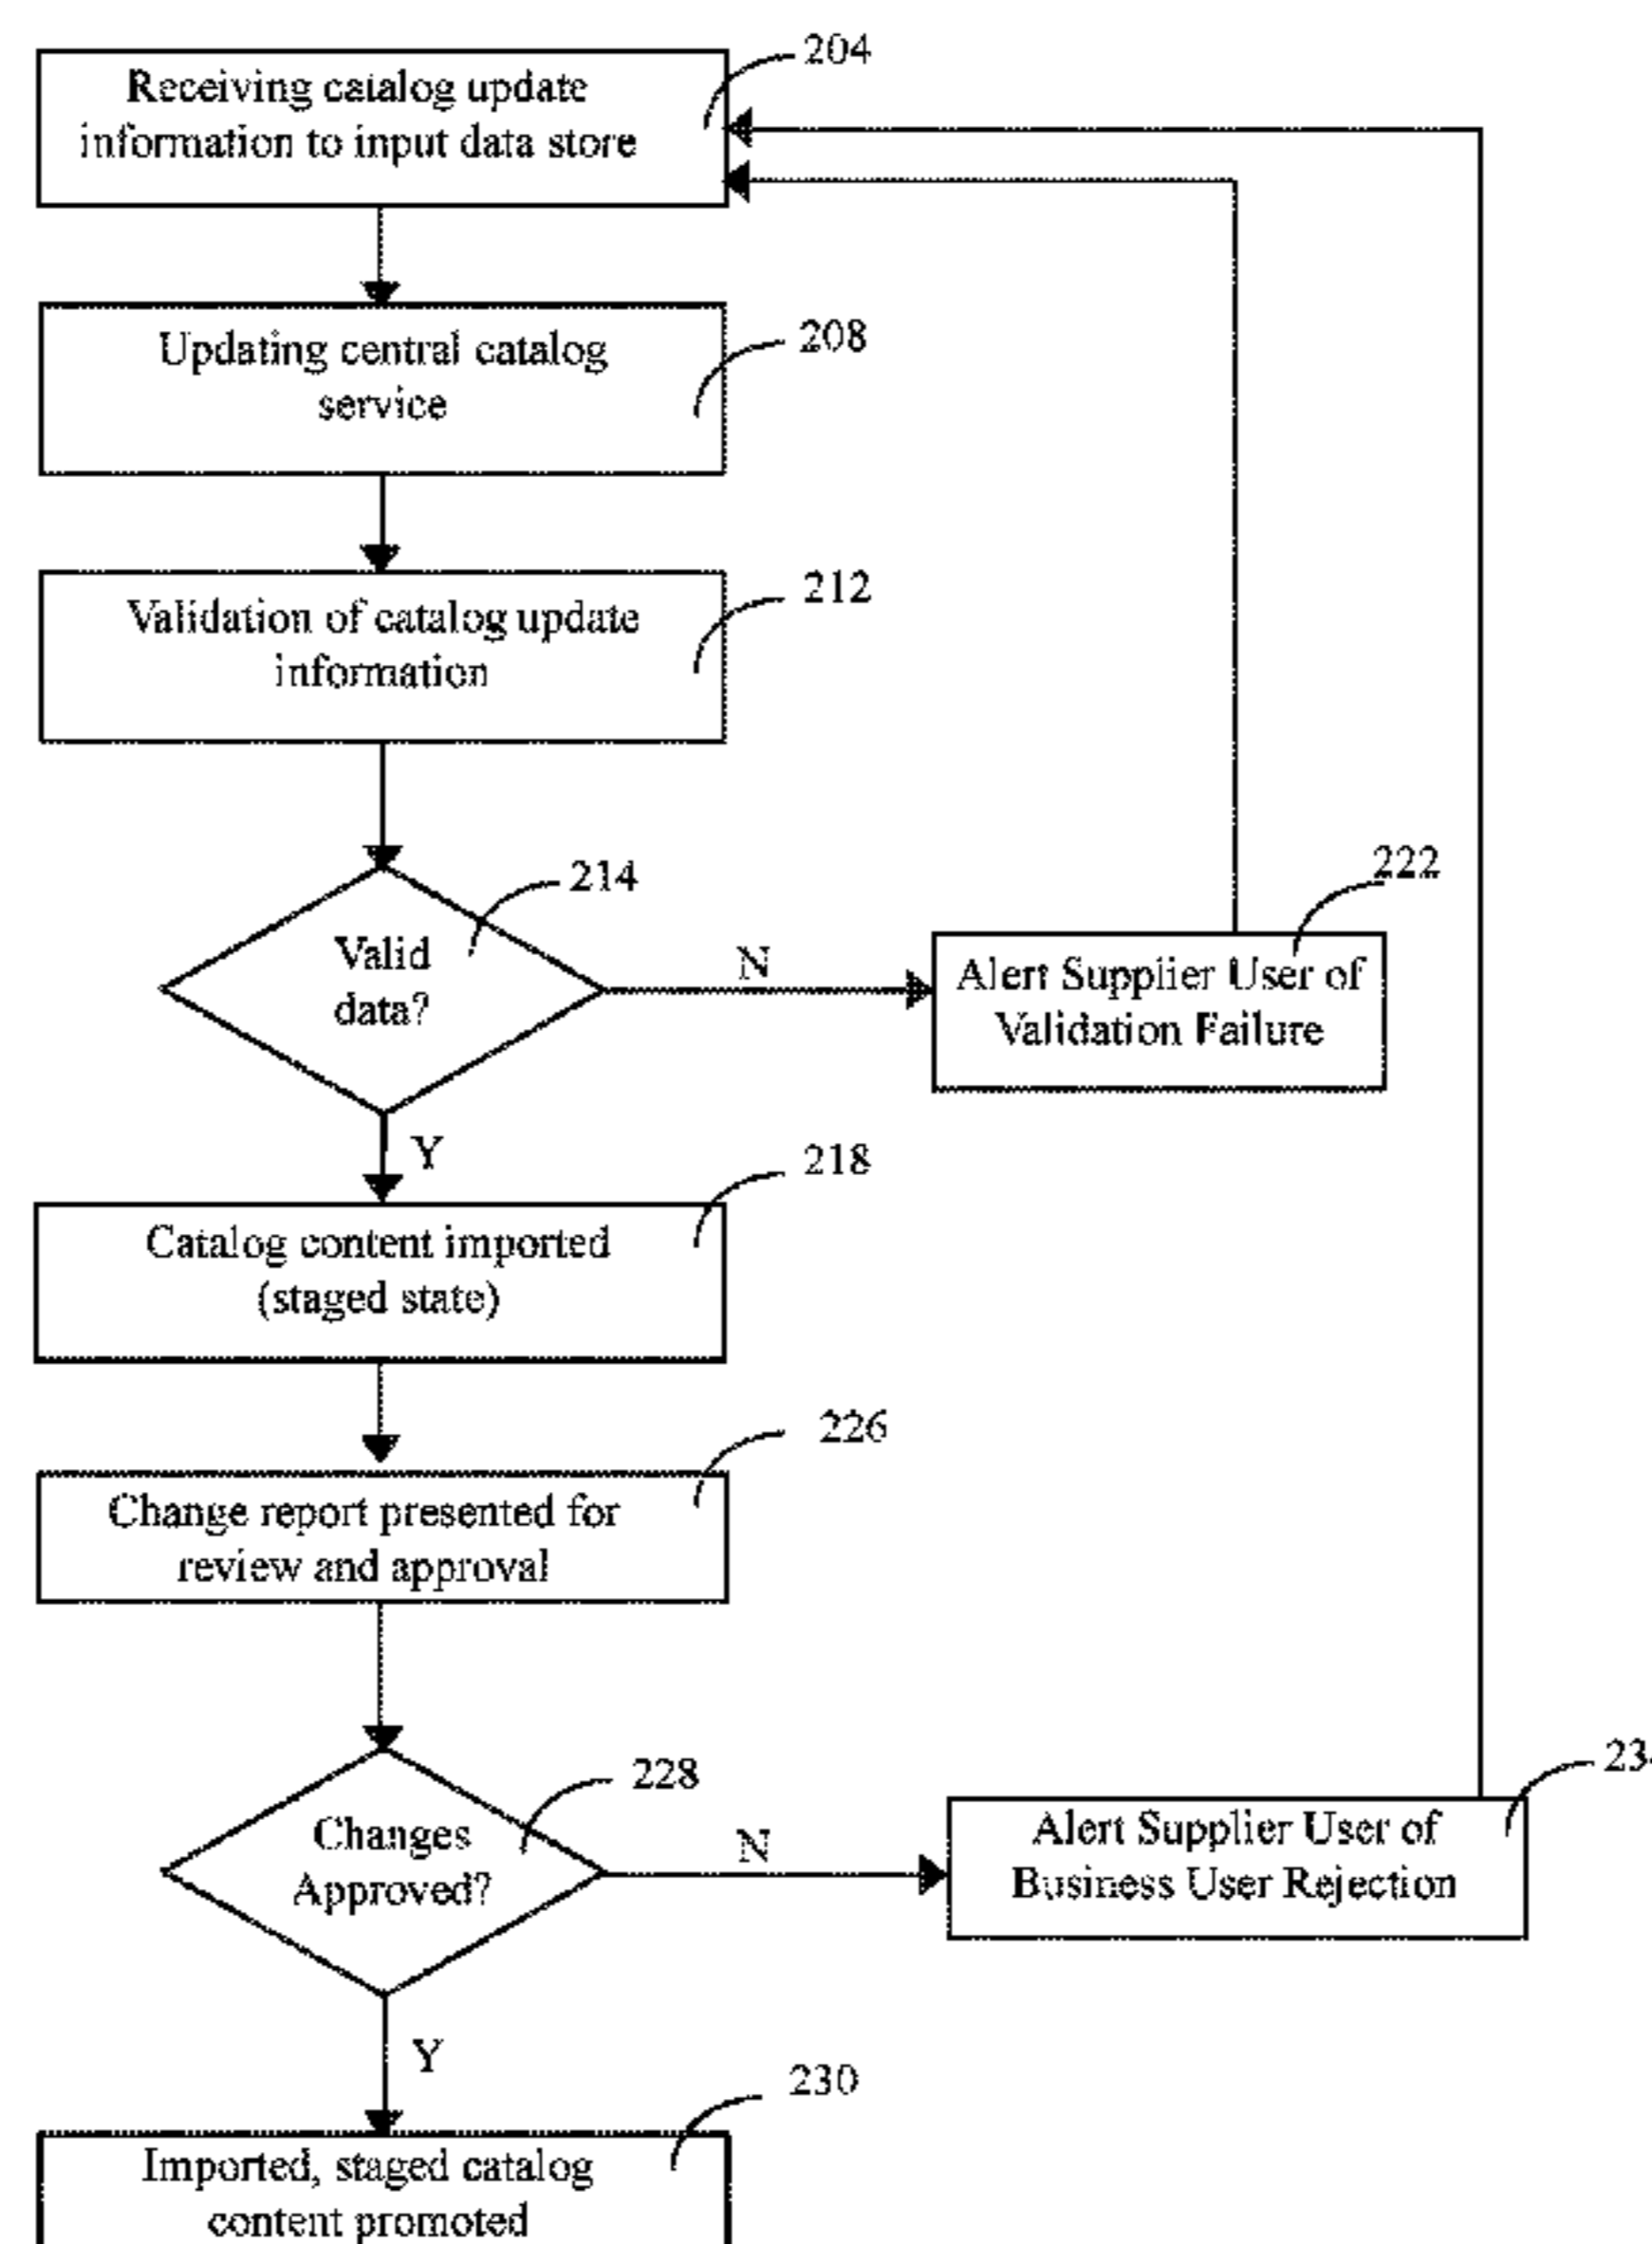 204
Receiving catalog update
information to input data store
208
Updating central catalog
service
212
Validation of catalog update
information
214
Valid
data?
N
222
Alert Supplier User of
Validation Failure
Y
218
Catalog content imported
(staged state)
226
Change report presented for
review and approval
228
Changes
Approved?
N
Alert Supplier User of
Business User Rejection
Y
230
Imported, staged catalog
content promoted